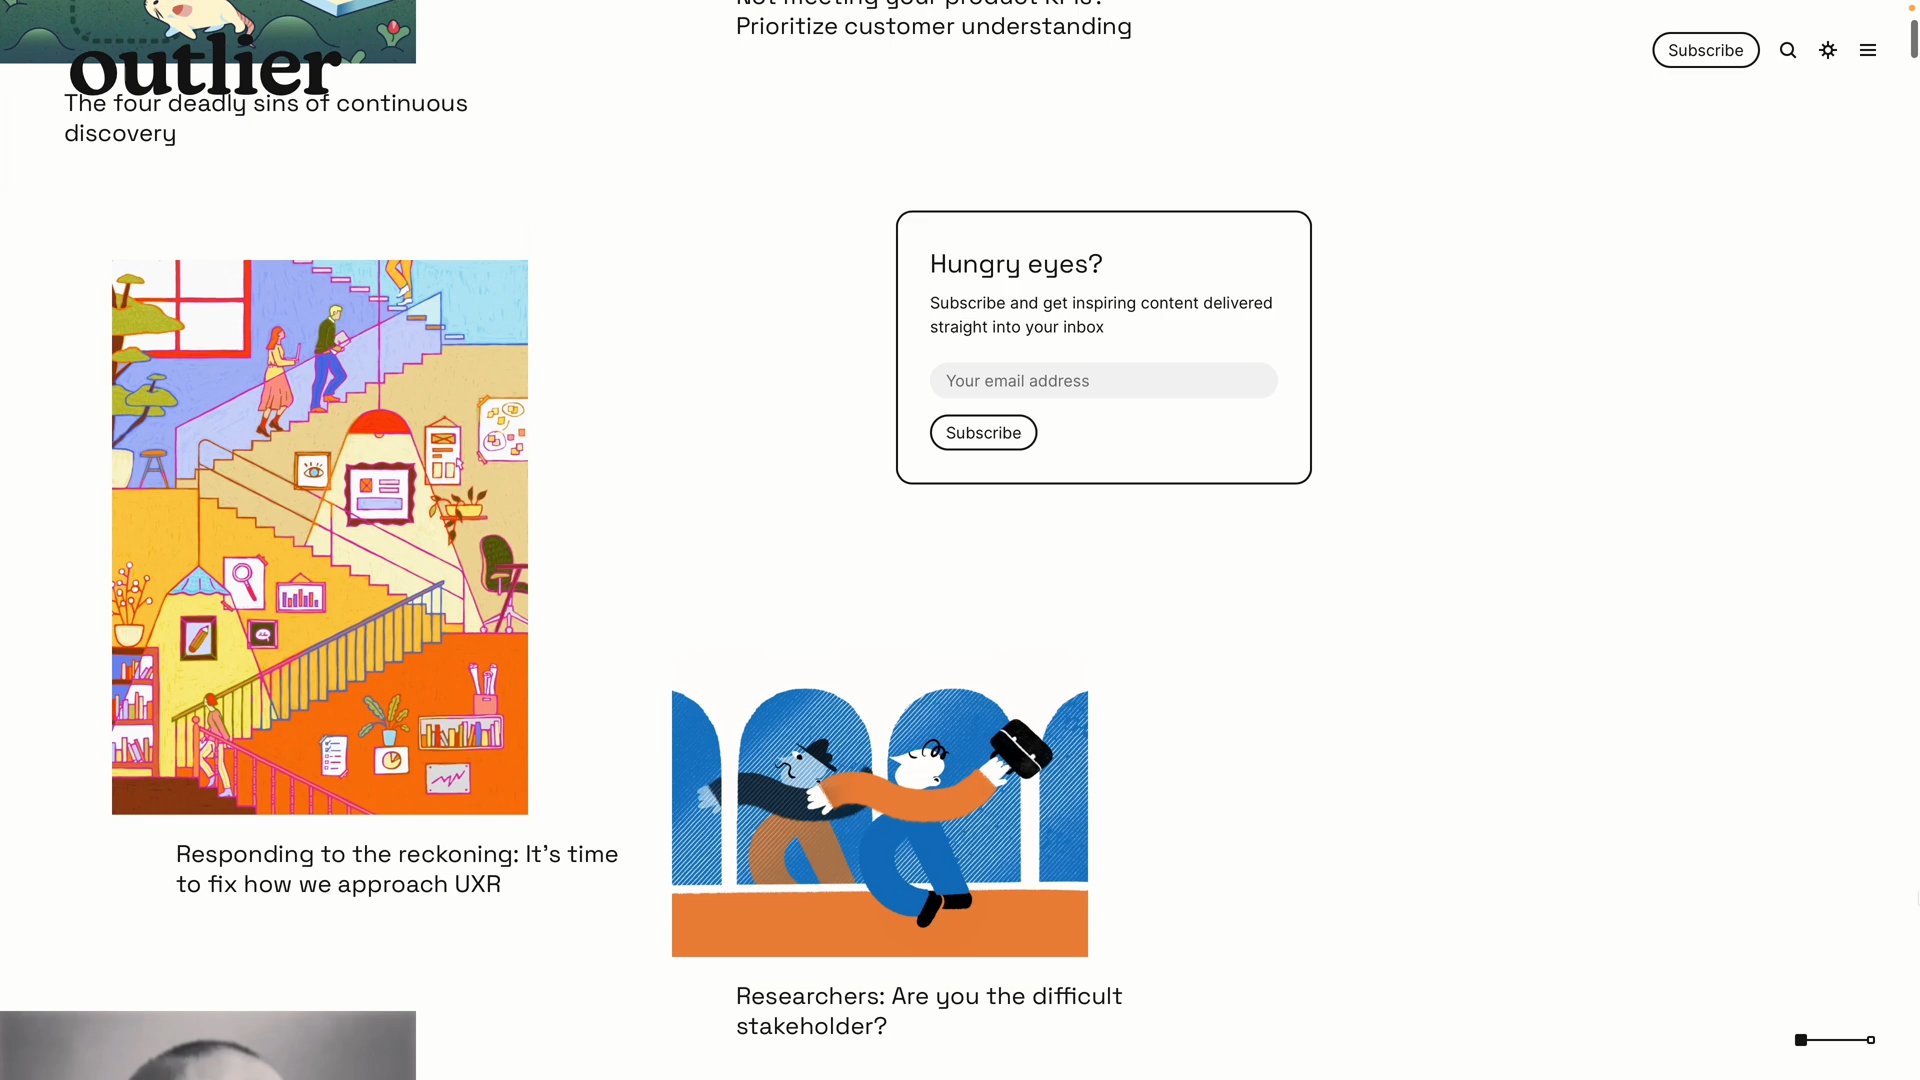 Prioritize customer understanding
Subscribe
outlier
The four deadly sins of continuous
discovery
Hungry eyes?
Subscribe and get inspiring content delivered
straight into your inbox
Your email address
Subscribe
Responding to the reckoning: It's time
to fix how we approach UXR
Researchers: Are you the difficult
stakeholder?